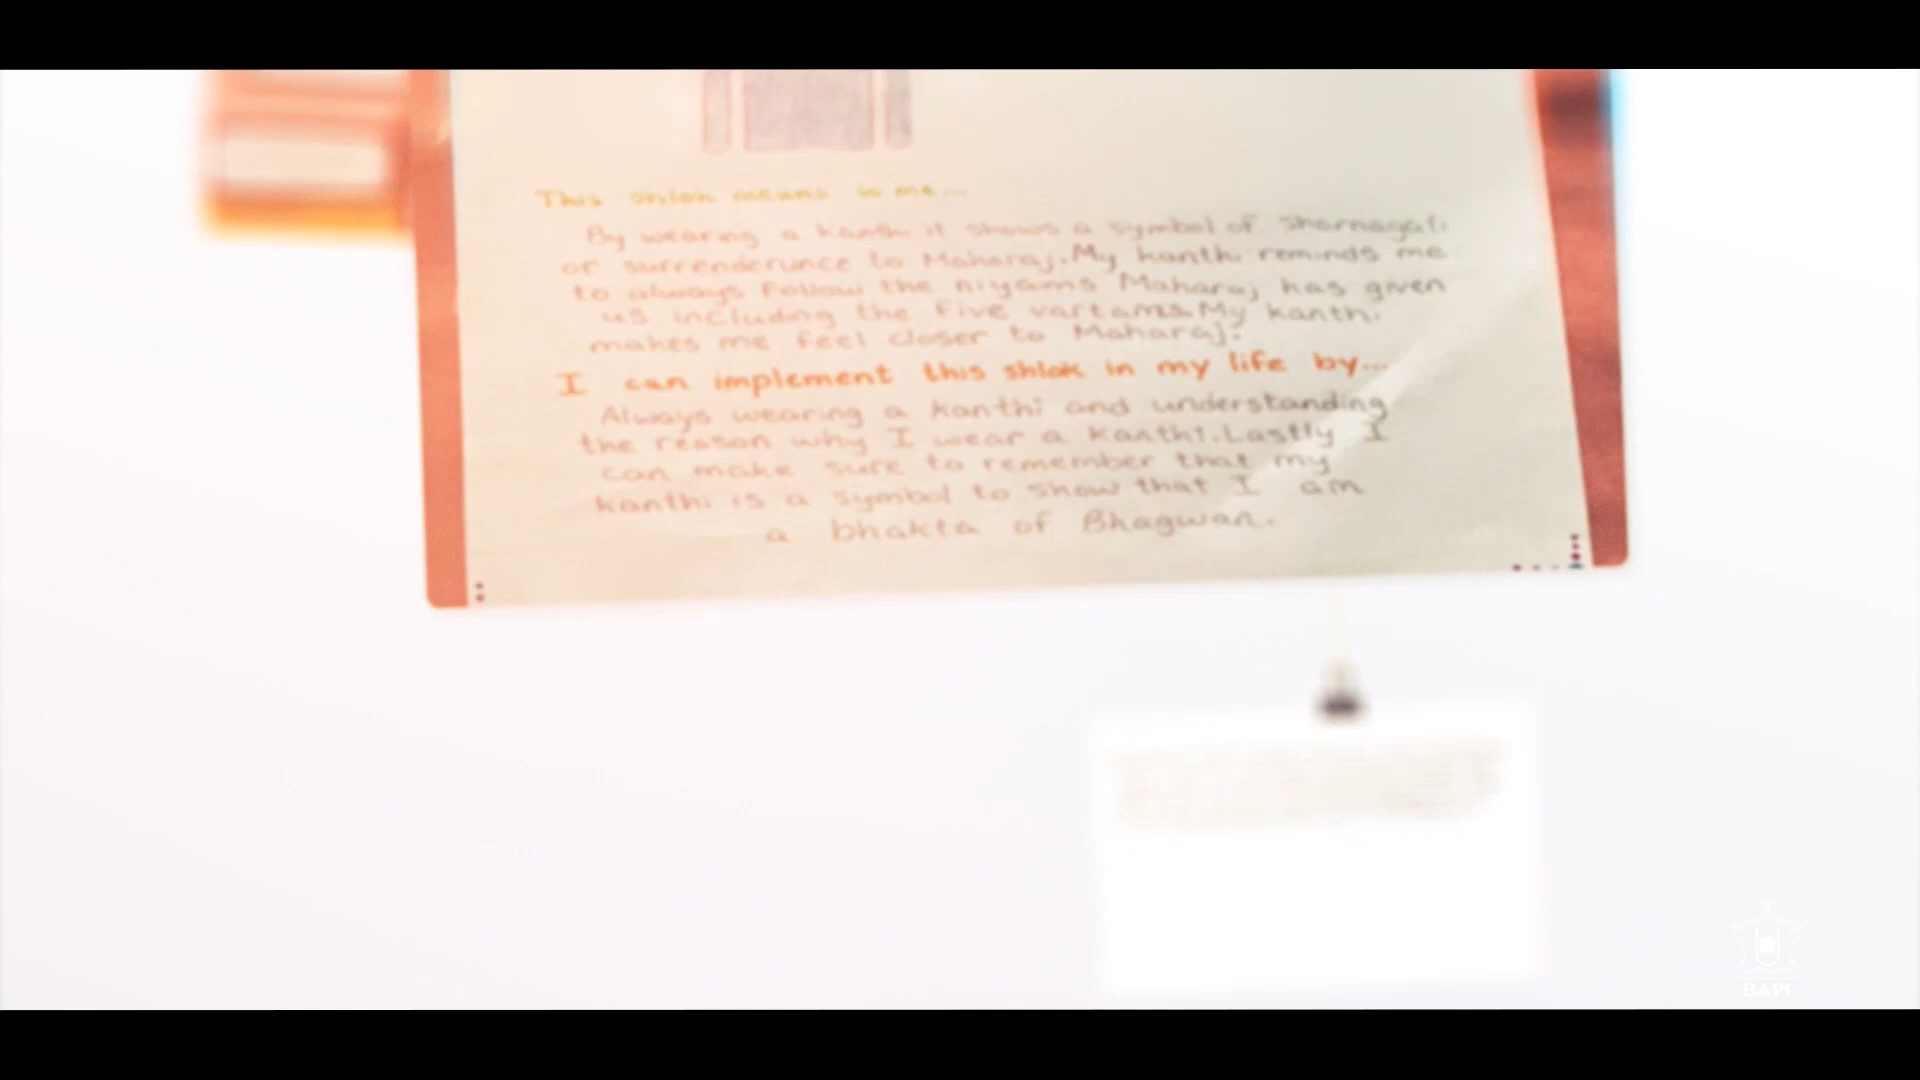 This shlok means to me...
By wearing a kanthi it shows a symbol of Sharnagati
or surrenderunce to Maharaj. My kanthi reminds me
to always follow the niyams Maharaj has given
us including the five vartams. My kanthi
makes me feel closer to Maharaj.
I can implement this shlok in my life by...
Always wearing a kanthi and understanding
the reason why I wear a kanthi. Lastly I
can make sure to remember that my
kanthi is a symbol to show that I am
a bhakta of Bhagwan.
BAPS